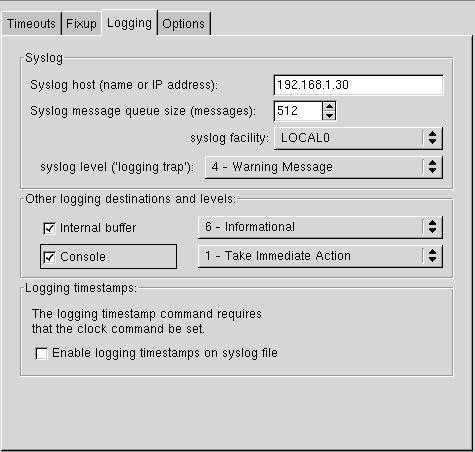 Timeouts Fixup Logging Options
Syslog
Syslog host (name or IP address): 192.168.1.30
Syslog message queue size (messages): 512
syslog facility: LOCAL0
syslog level ('logging trap'): 4 - Warning Message
Other logging destinations and levels:
Internal buffer 6 - Informational
Console 1 - Take Immediate Action
Logging timestamps:
The logging timestamp command requires
that the clock command be set.
Enable logging timestamps on syslog file